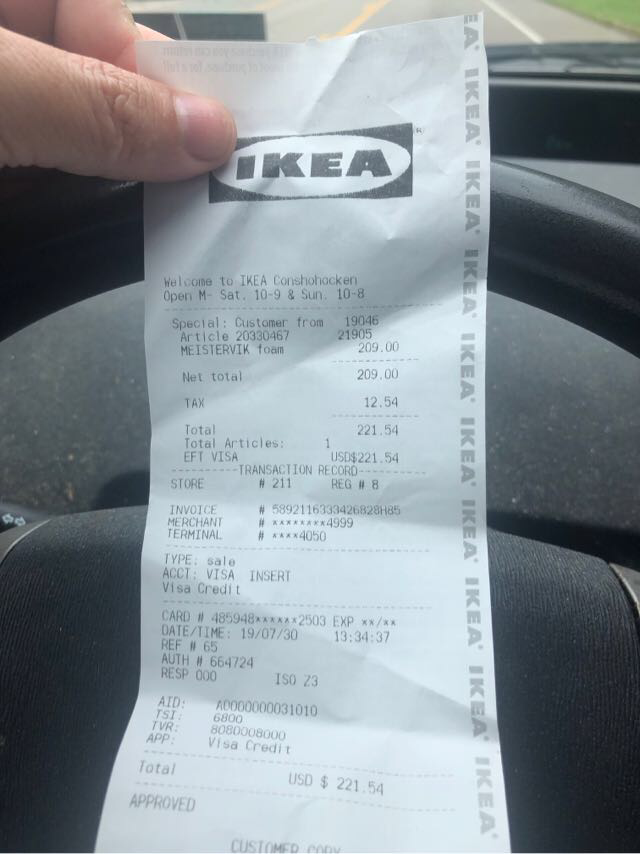 IKEA
Welcome to IKEA Conshohocken
Open M- Sat. 10-9 & Sun. 10-8
Special: Customer from 19046
Article 20330467 21905
MEISTERVIK foam 209.00
Net total 209.00
TAX 12.54
Total 221.54
Total Articles: 1
EFT VISA USD$221.54
TRANSACTION RECORD
STORE # 211 REG # 8
INVOICE # 5892116333426828H85
MERCHANT # ********4999
TERMINAL # ****4050
TYPE: sale
ACCT: VISA INSERT
Visa Credit
CARD # 485948******2503 EXP **/**
DATE/TIME: 19/07/30 13:34:37
REF # 65
AUTH # 664724
RESP 000 ISO Z3
AID: A0000000031010
TSI: 6800
TVR: 8080008000
APP: Visa Credit
Total USD $ 221.54
APPROVED
CUSTOMER COPY
EA IKEA IKEA IKEA IKEA IKEA IKEA IKEA IKEA IKEA